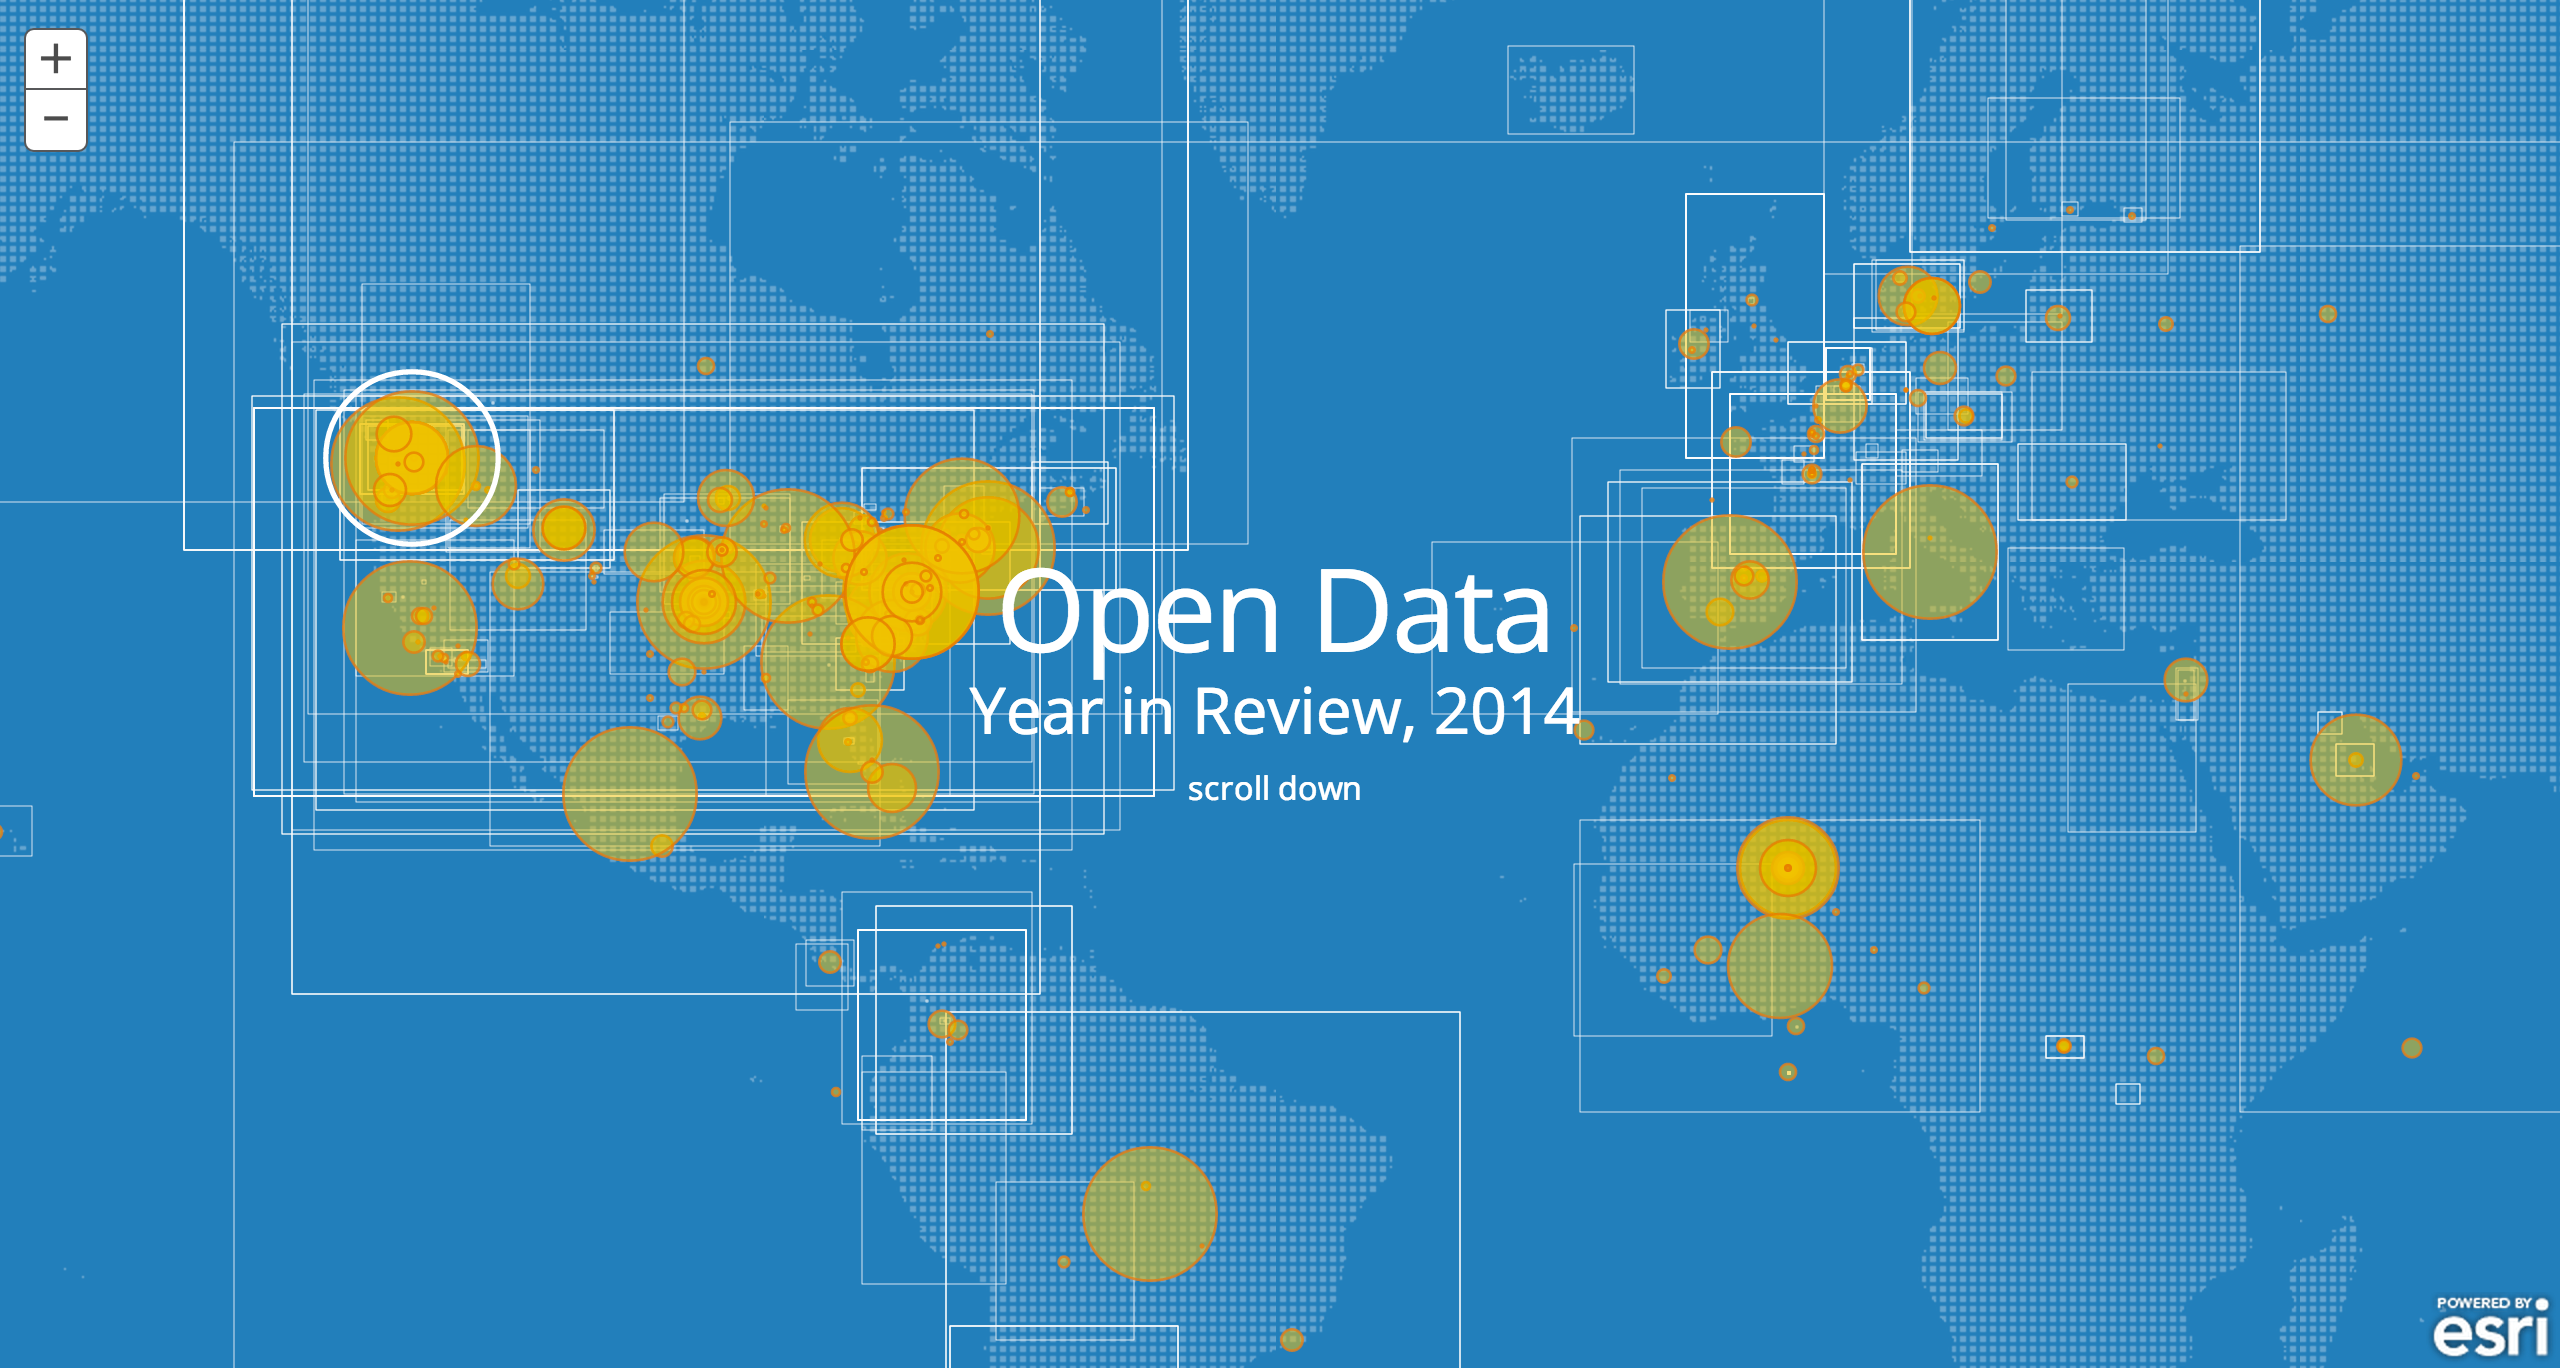 +
−
Open Data
Year in Review, 2014
scroll down
POWERED BY
esri